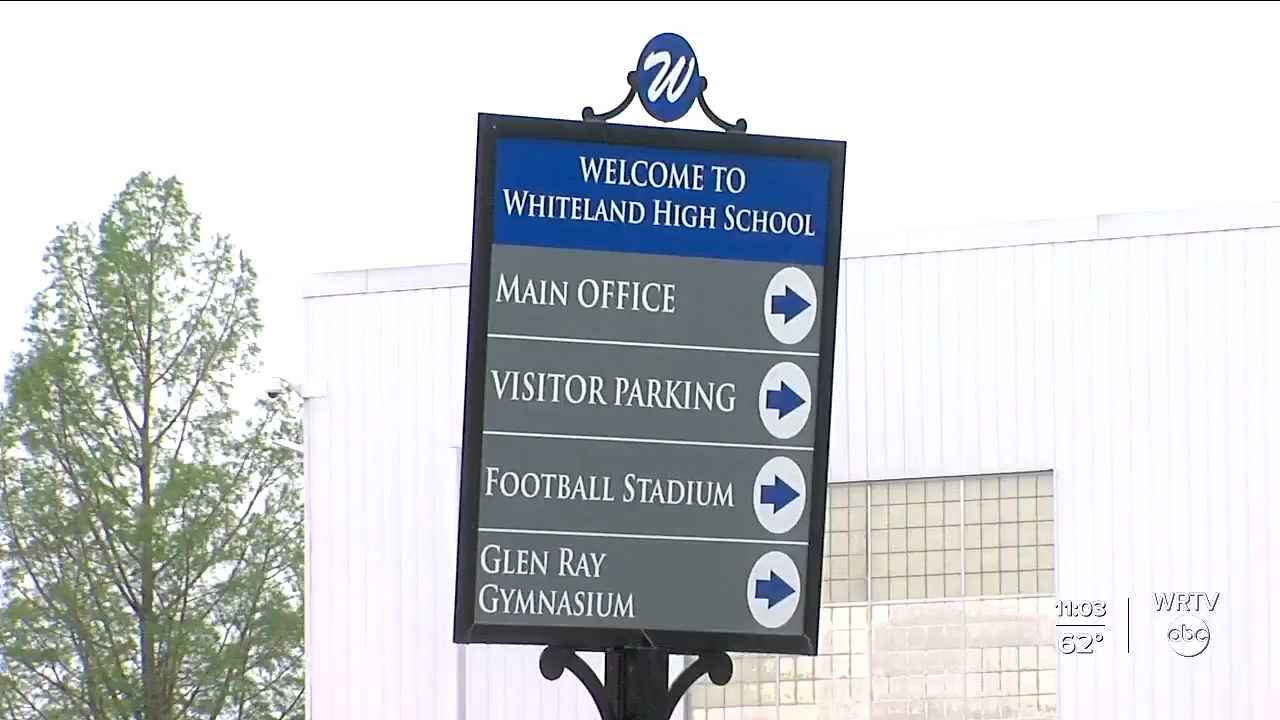 W
WELCOME TO
WHITELAND HIGH SCHOOL
MAIN OFFICE
VISITOR PARKING
FOOTBALL STADIUM
GLEN RAY
GYMNASIUM
11:03
62°
WRTV
abc